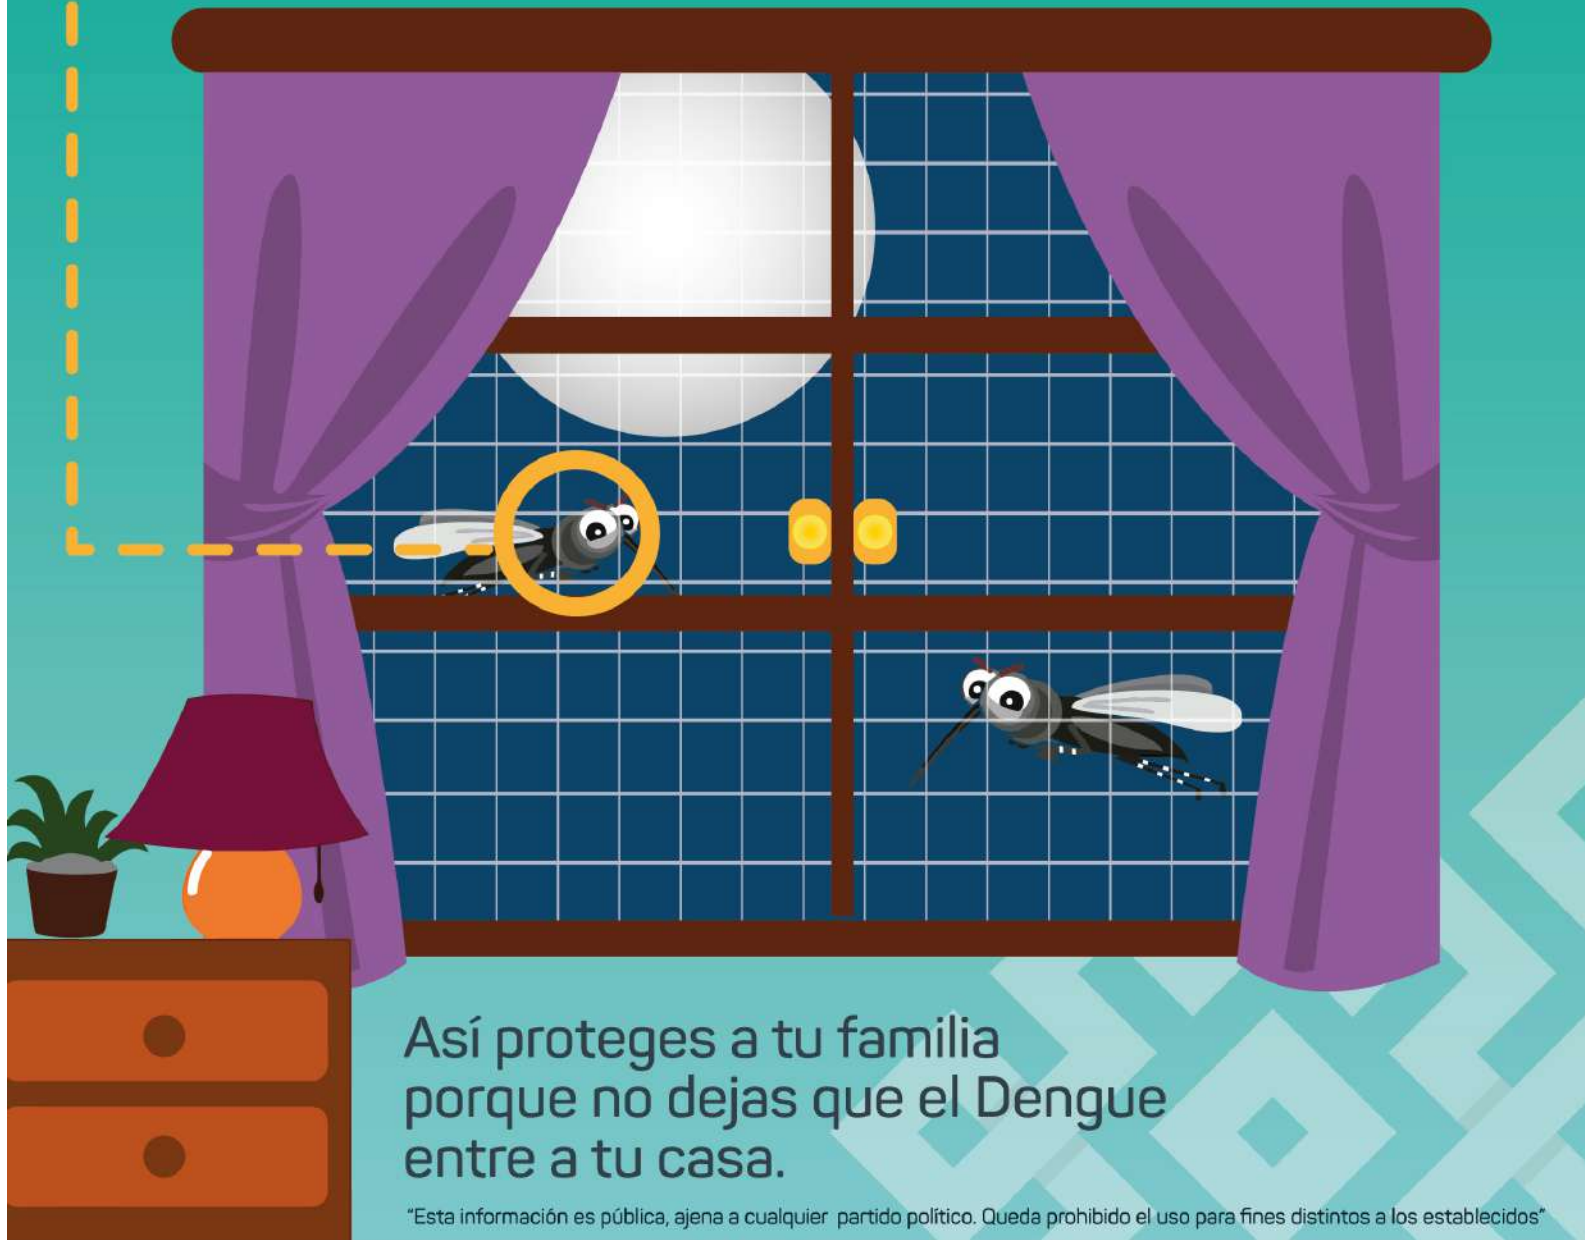 Así proteges a tu familia
porque no dejas que el Dengue
entre a tu casa.
"Esta información es pública, ajena a cualquier partido político. Queda prohibido el uso para fines distintos a los establecidos"